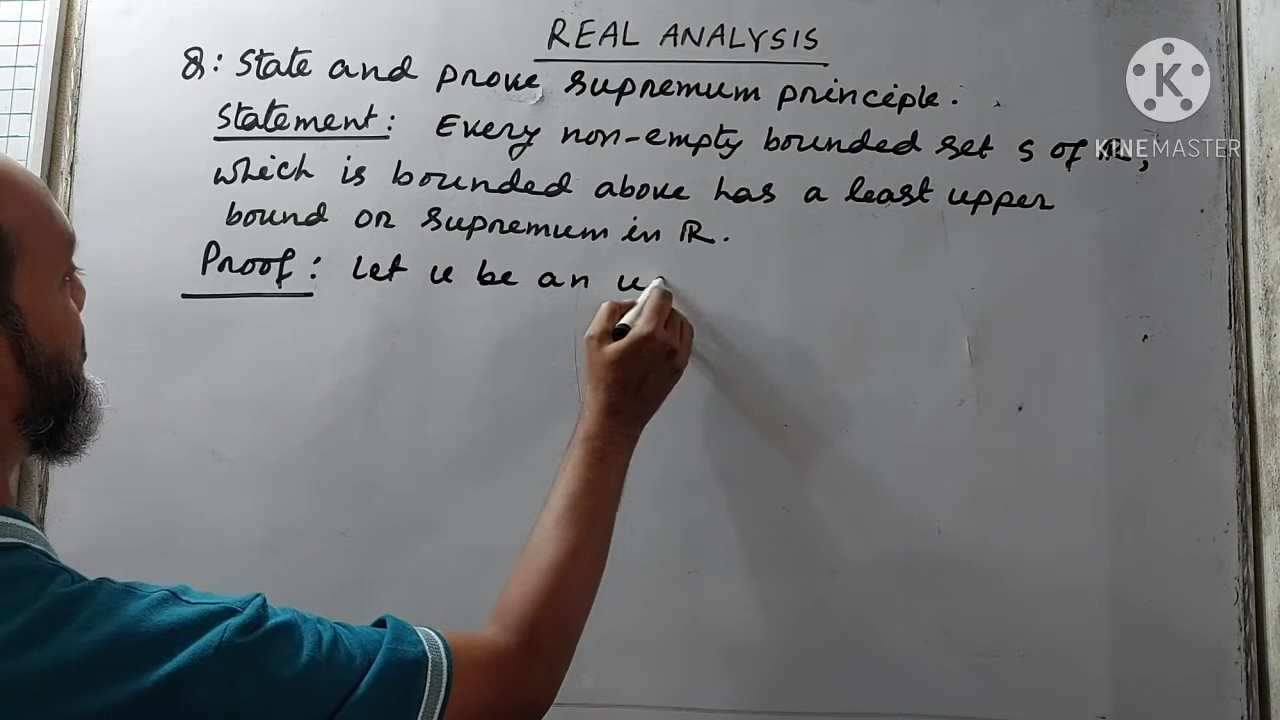 REAL ANALYSIS
Q: State and prove supremum principle.
Statement: Every non-empty bounded set S of ℝ,
which is bounded above has a least upper
bound or supremum in ℝ.
Proof: Let u be an u
K
KINEMASTER